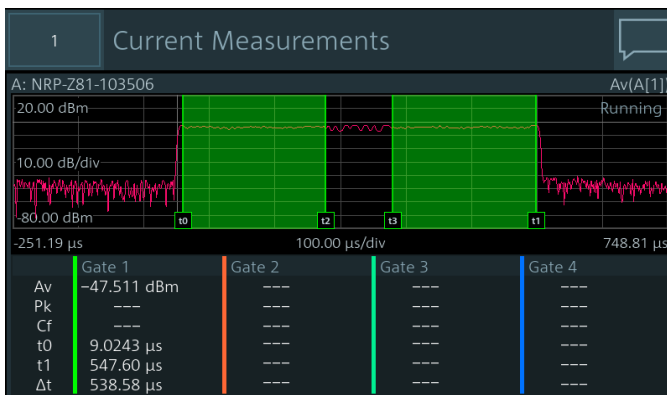 1 Current Measurements
A: NRP-Z81-103506 Av(A[1])
20.00 dBm Running
10.00 dB/div
-80.00 dBm t0 t2 t3 t1
-251.19 µs 100.00 µs/div 748.81 µs
Gate 1 Gate 2 Gate 3 Gate 4
Av −47.511 dBm --- --- ---
Pk --- --- --- ---
Cf --- --- --- ---
t0 9.0243 µs --- --- ---
t1 547.60 µs --- --- ---
Δt 538.58 µs --- --- ---